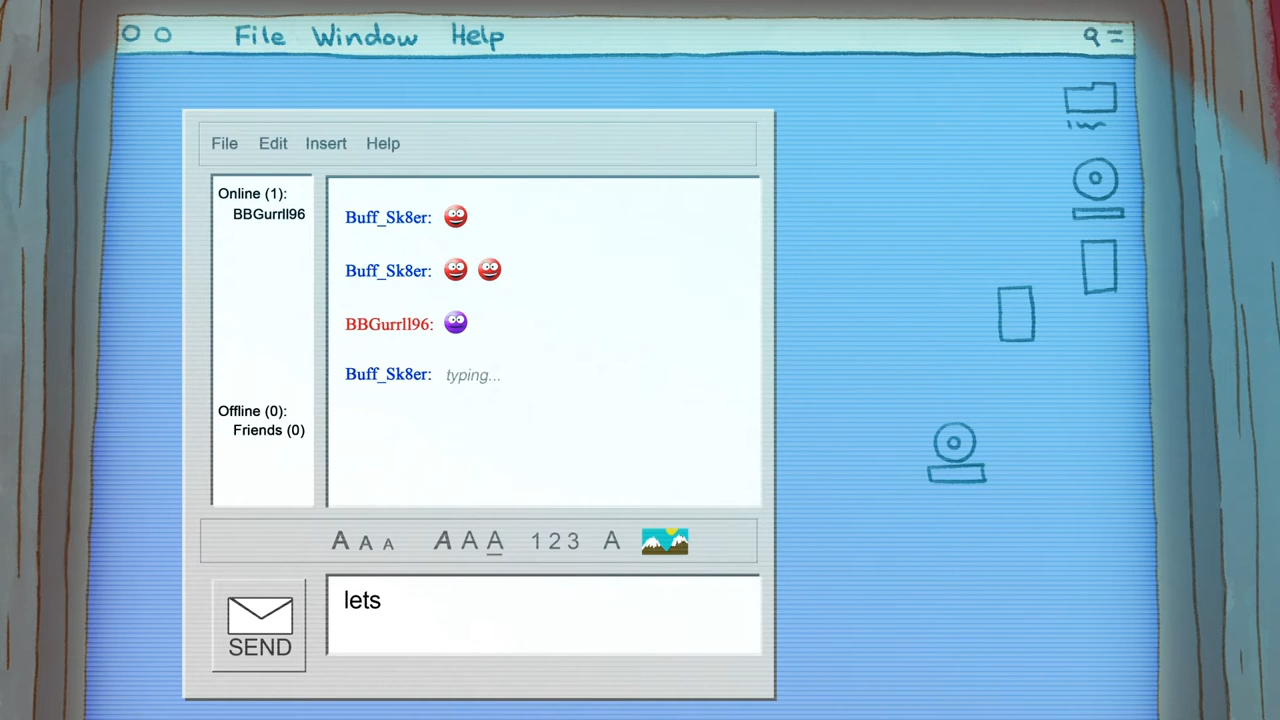 File Window Help
File Edit Insert Help
Online (1):
BBGurrll96
Offline (0):
Friends (0)
Buff_Sk8er:
Buff_Sk8er:
BBGurrll96:
Buff_Sk8er: typing...
A A A A A A 1 2 3 A
SEND
lets